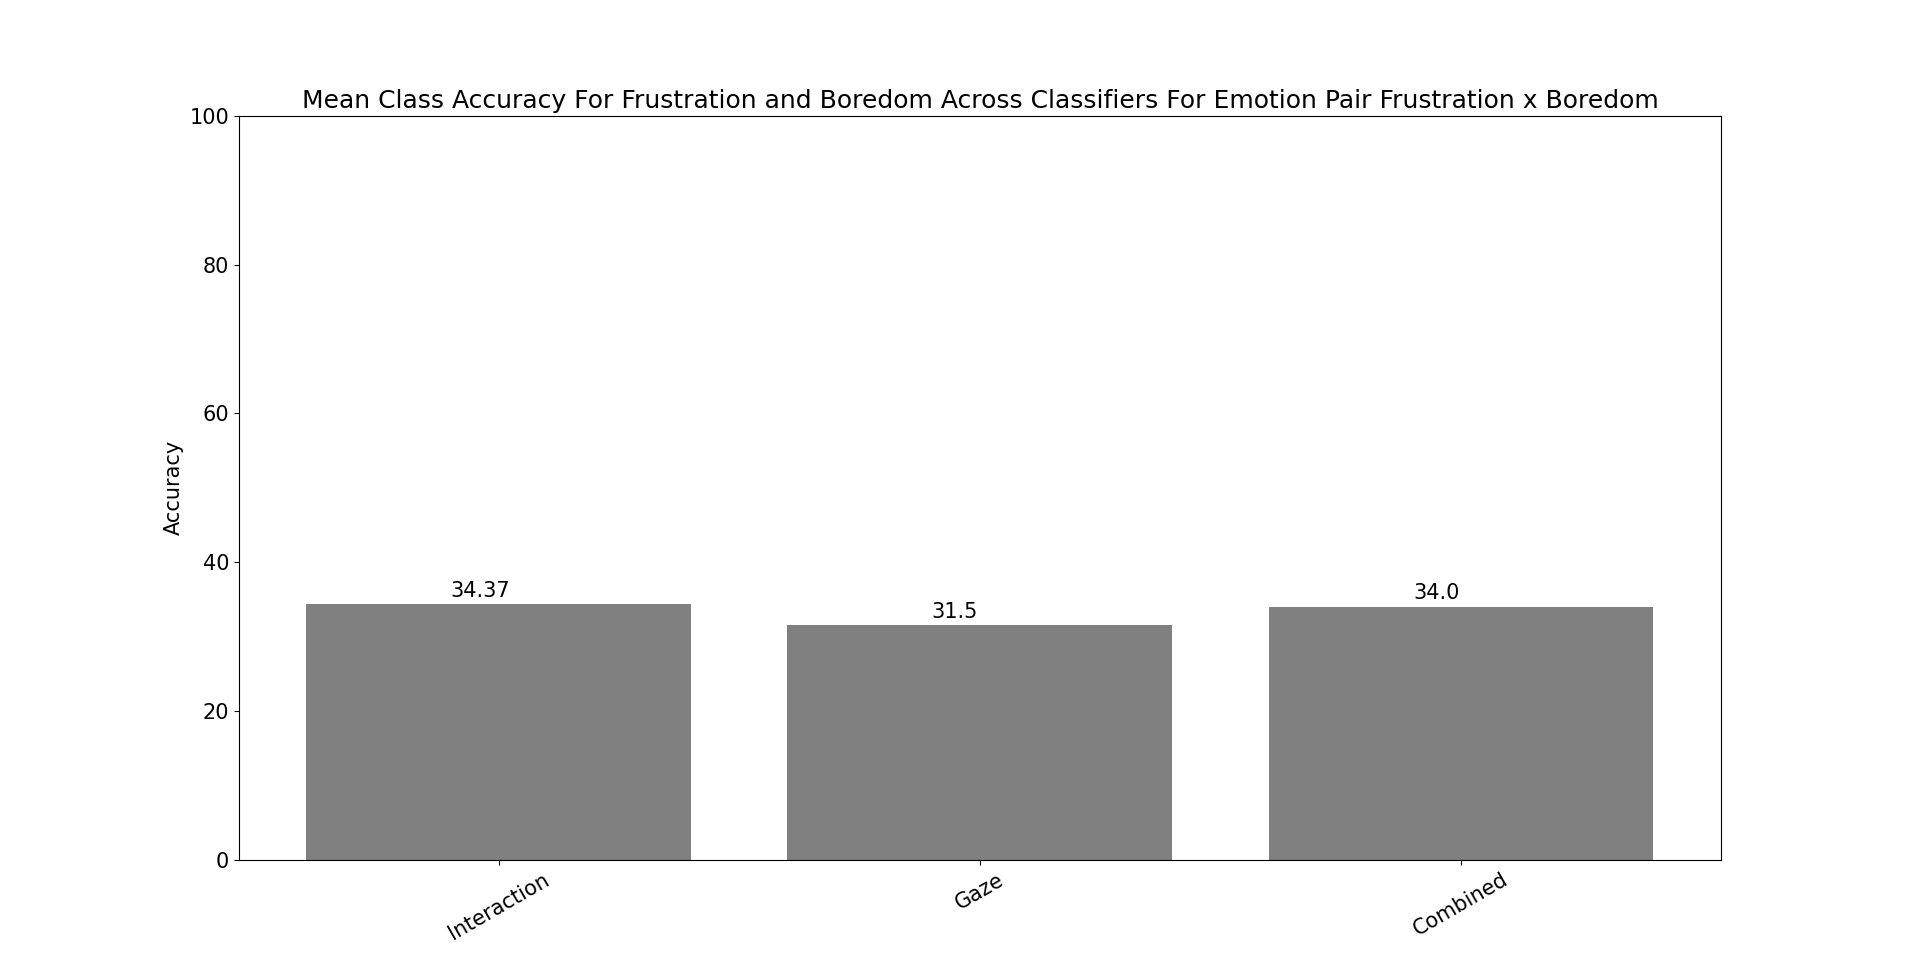 Mean Class Accuracy For Frustration and Boredom Across Classifiers For Emotion Pair Frustration x Boredom
100
80
60
40
20
0
Accuracy
34.37
31.5
34.0
Interaction
Gaze
Combined